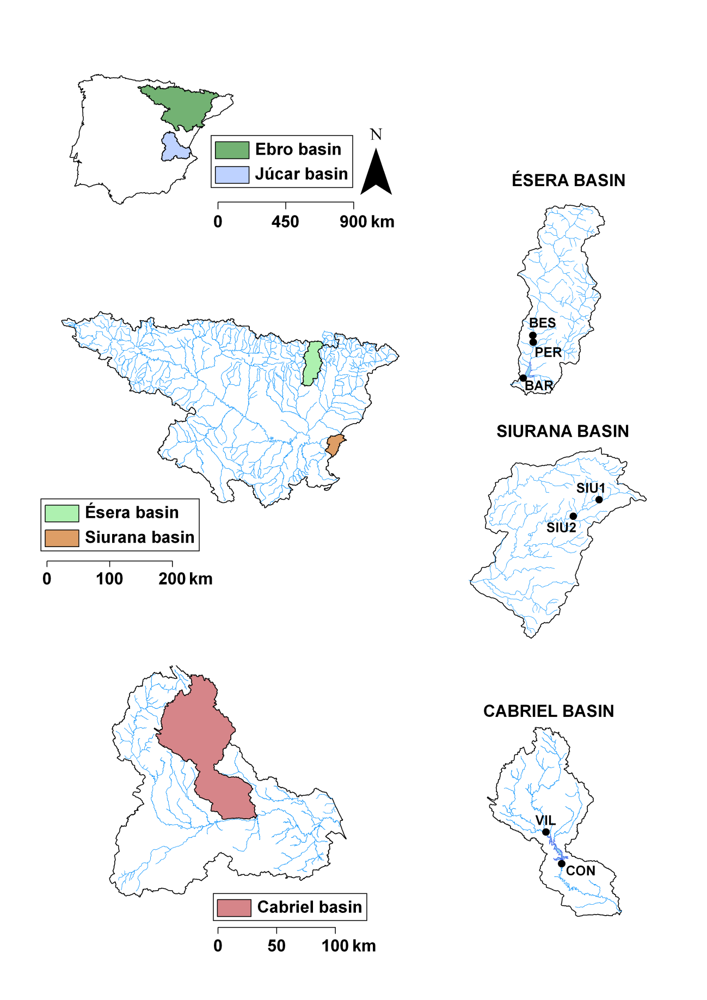 N
Ebro basin
Júcar basin
0 450 900 km
ÉSERA BASIN
BES
PER
BAR
Ésera basin
Siurana basin
0 100 200 km
SIURANA BASIN
SIU1
SIU2
CABRIEL BASIN
VIL
CON
Cabriel basin
0 50 100 km